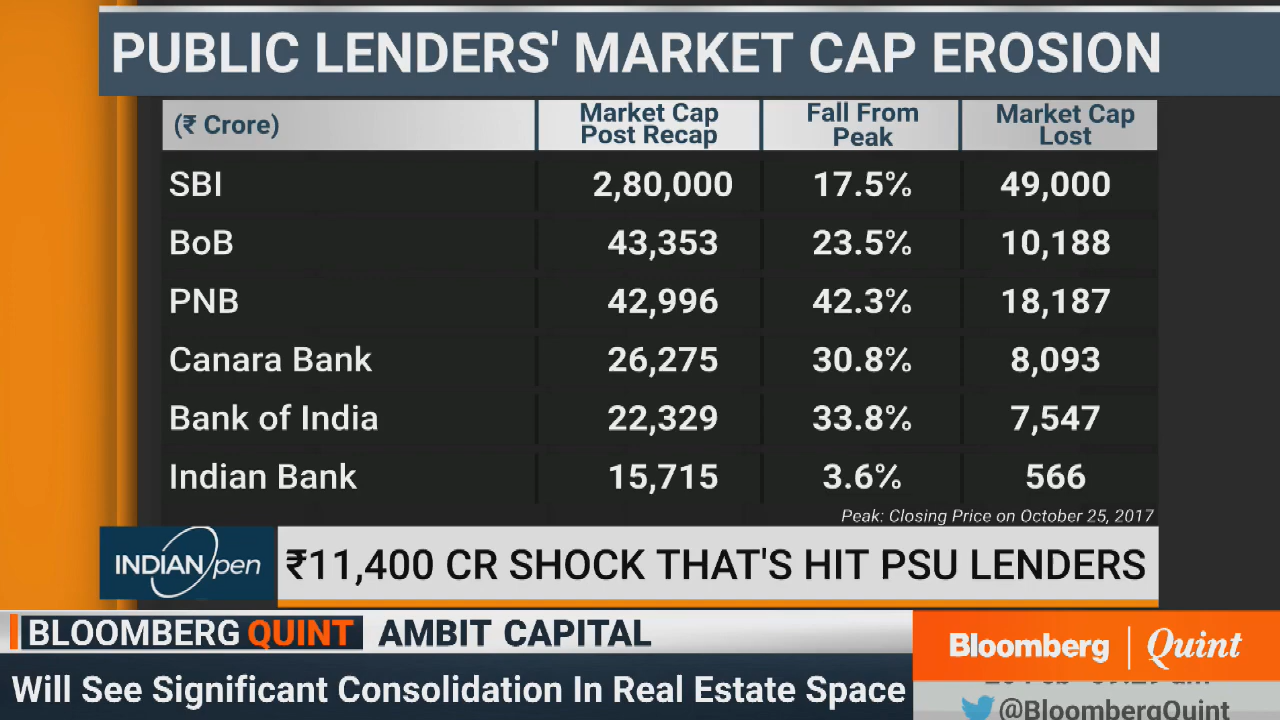 PUBLIC LENDERS' MARKET CAP EROSION
(₹ Crore) Market Cap Post Recap Fall From Peak Market Cap Lost
SBI 2,80,000 17.5% 49,000
BoB 43,353 23.5% 10,188
PNB 42,996 42.3% 18,187
Canara Bank 26,275 30.8% 8,093
Bank of India 22,329 33.8% 7,547
Indian Bank 15,715 3.6% 566
Peak: Closing Price on October 25, 2017
INDIAN open ₹11,400 CR SHOCK THAT'S HIT PSU LENDERS
BLOOMBERG QUINT AMBIT CAPITAL
Bloomberg | Quint
Will See Significant Consolidation In Real Estate Space
@BloombergQuint